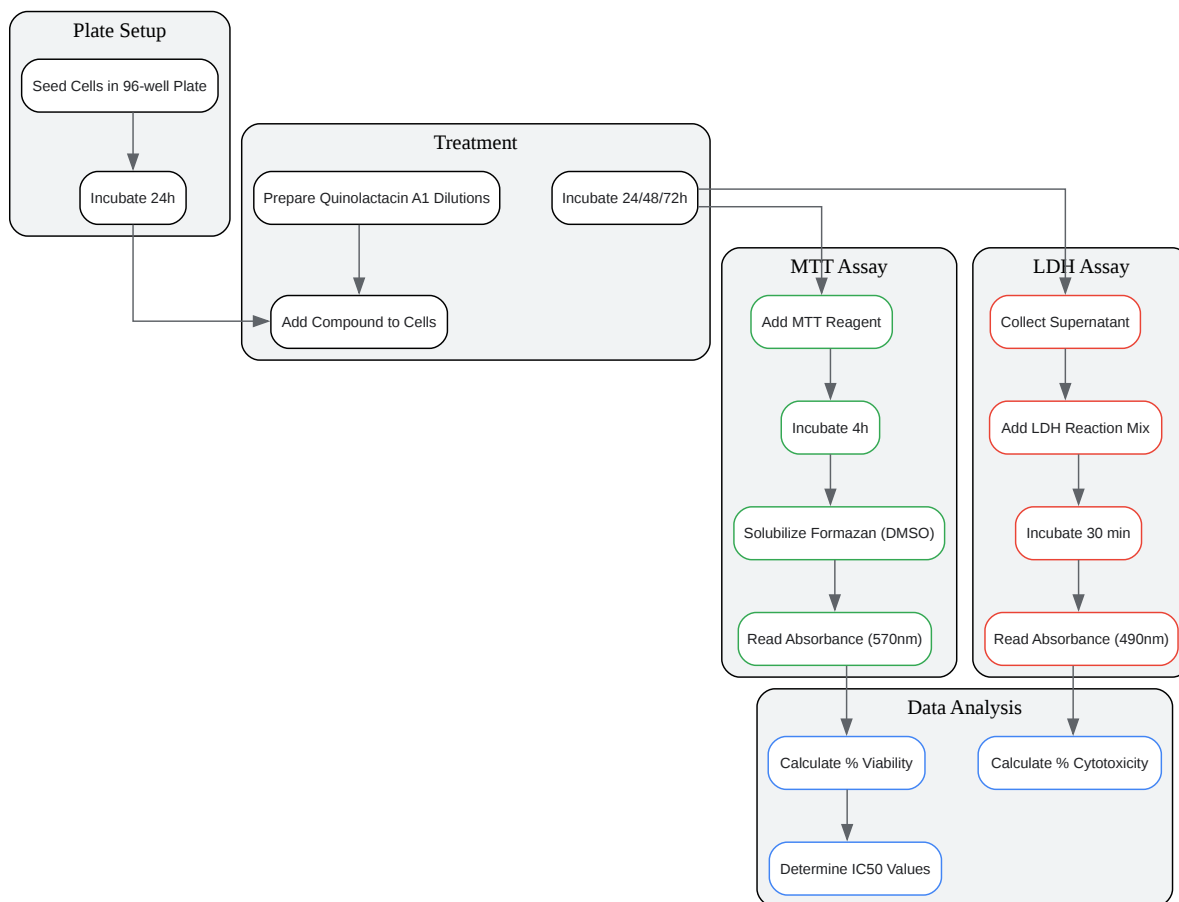 Plate Setup
Seed Cells in 96-well Plate
Incubate 24h
Treatment
Prepare Quinolactacin A1 Dilutions
Incubate 24/48/72h
Add Compound to Cells
MTT Assay
Add MTT Reagent
Incubate 4h
Solubilize Formazan (DMSO)
Read Absorbance (570nm)
LDH Assay
Collect Supernatant
Add LDH Reaction Mix
Incubate 30 min
Read Absorbance (490nm)
Data Analysis
Calculate % Viability
Calculate % Cytotoxicity
Determine IC50 Values